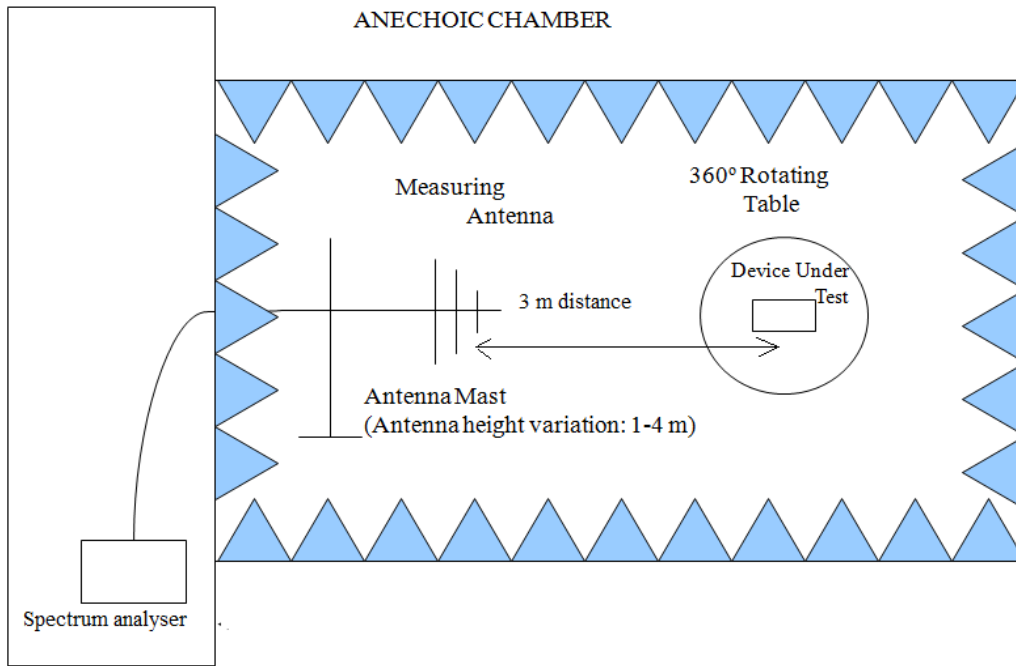 ANECHOIC CHAMBER
Measuring
Antenna
360º Rotating
Table
Device Under
Test
3 m distance
Antenna Mast
(Antenna height variation: 1-4 m)
Spectrum analyser